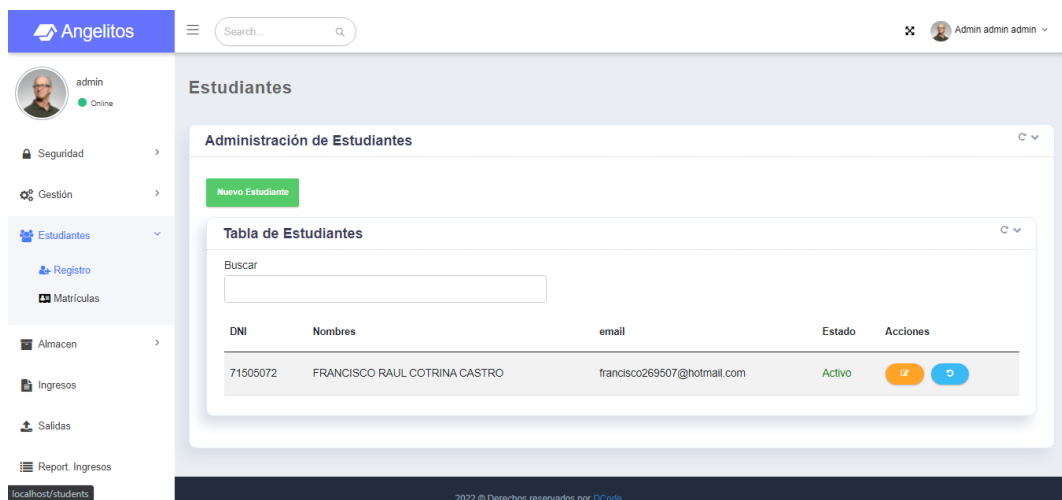 Angelitos
Search...
Admin admin admin
admin
Online
Seguridad
Gestión
Estudiantes
Registro
Matrículas
Almacen
Ingresos
Salidas
Report. Ingresos
localhost/students
Estudiantes
Administración de Estudiantes
Nuevo Estudiante
Tabla de Estudiantes
Buscar
DNI Nombres email Estado Acciones
71505072 FRANCISCO RAUL COTRINA CASTRO francisco269507@hotmail.com Activo
2022 © Derechos reservados por DCode